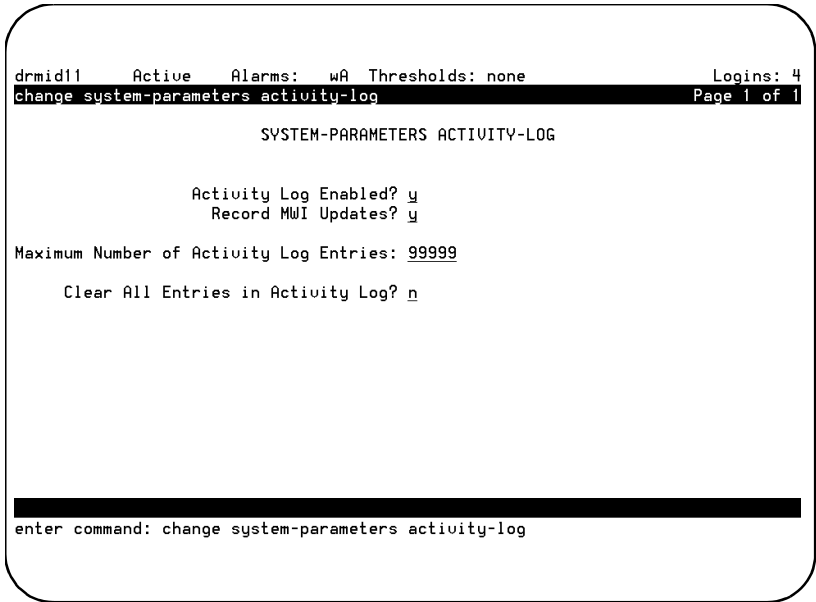 drmid11 Active Alarms: wA Thresholds: none Logins: 4
change system-parameters activity-log Page 1 of 1
SYSTEM-PARAMETERS ACTIVITY-LOG
Activity Log Enabled? y
Record MWI Updates? y
Maximum Number of Activity Log Entries: 99999
Clear All Entries in Activity Log? n
enter command: change system-parameters activity-log